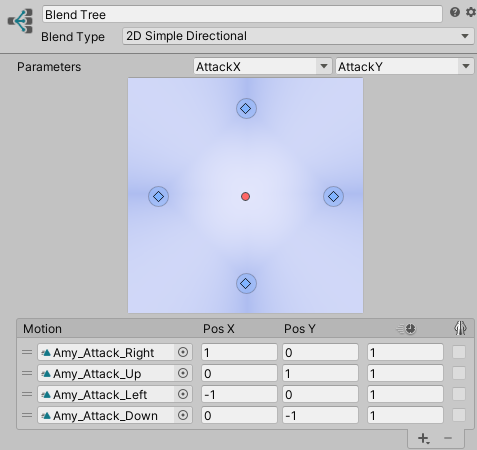 Blend Tree
Blend Type 2D Simple Directional
Parameters AttackX AttackY
Motion Pos X Pos Y
Amy_Attack_Right 1 0 1
Amy_Attack_Up 0 1 1
Amy_Attack_Left -1 0 1
Amy_Attack_Down 0 -1 1